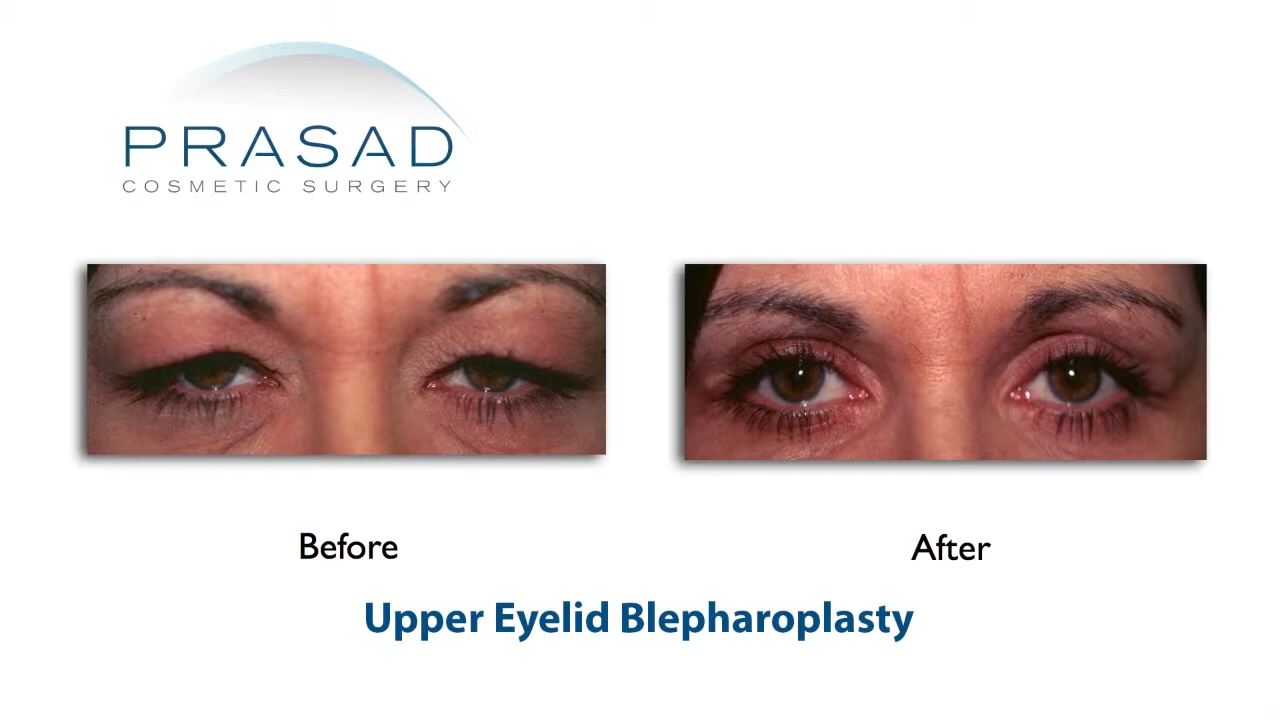 PRASAD
COSMETIC SURGERY
Before
After
Upper Eyelid Blepharoplasty